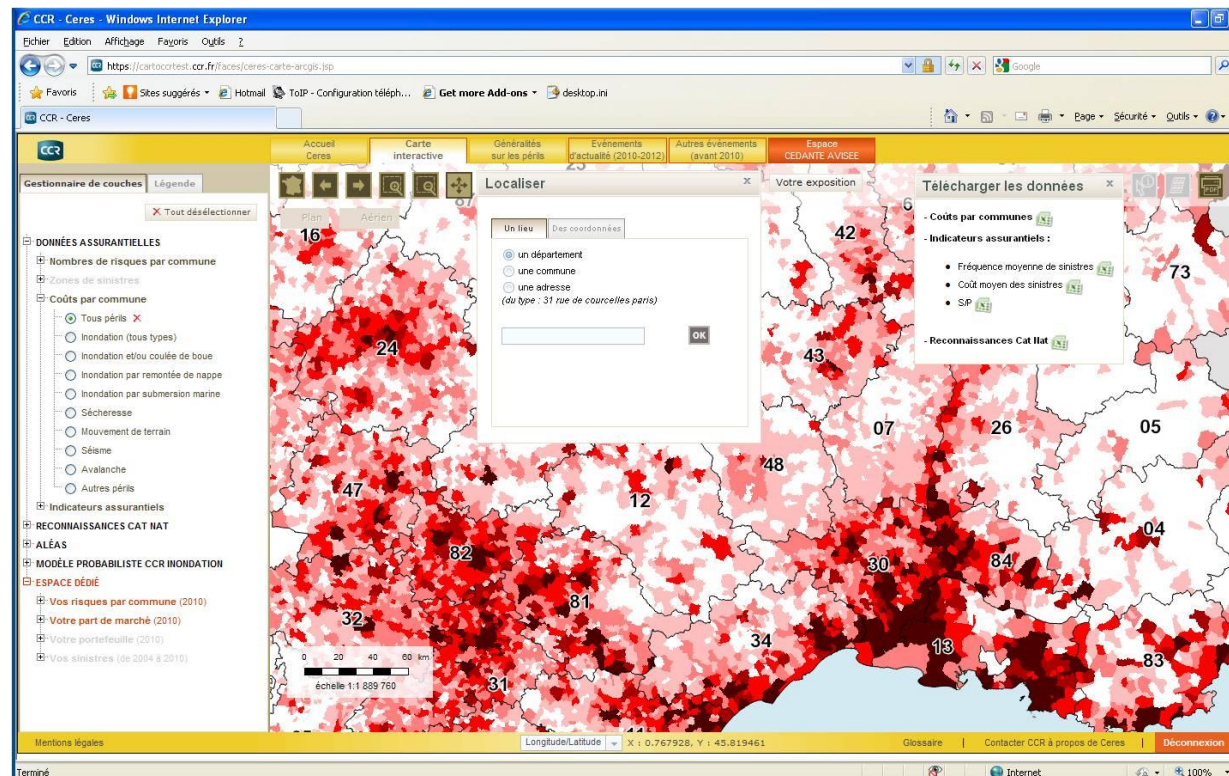 CCR - Ceres - Windows Internet Explorer
Fichier Edition Affichage Favoris Outils ?
https://cartoccrtest.ccr.fr/faces/ceres-carte-arcgis.jsp
Google
Favoris Sites suggérés Hotmail ToIP - Configuration téléph... Get more Add-ons desktop.ini
CCR - Ceres
Page Sécurité Outils
CCR
Accueil Ceres
Carte interactive
Généralités sur les périls
Evénements d'actualité (2010-2012)
Autres événements (avant 2010)
Espace CEDANTE AVISEE
Gestionnaire de couches Légende
Tout désélectionner
DONNÉES ASSURANTIELLES
Nombres de risques par commune
Zones de sinistres
Coûts par commune
Tous périls
Inondation (tous types)
Inondation et/ou coulée de boue
Inondation par remontée de nappe
Inondation par submersion marine
Sécheresse
Mouvement de terrain
Séisme
Avalanche
Autres périls
Indicateurs assurantiels
RECONNAISSANCES CAT NAT
ALÉAS
MODÈLE PROBABILISTE CCR INONDATION
ESPACE DÉDIÉ
Vos risques par commune (2010)
Votre part de marché (2010)
Votre portefeuille (2010)
Vos sinistres (de 2004 à 2010)
Plan Aérien
Localiser x
Un lieu Des coordonnées
un département
une commune
une adresse
(du type : 31 rue de courcelles paris)
OK
Votre exposition
Télécharger les données x
- Coûts par communes
- Indicateurs assurantiels :
Fréquence moyenne de sinistres
Coût moyen des sinistres
S/P
- Reconnaissances Cat Nat
PDF
16
42
73
24
43
07
26
05
48
47
12
04
82
30
84
81
32
34
13
83
31
0 20 40 60 km
échelle 1:1 889 760
Mentions légales
Longitude/Latitude X : 0.767928, Y : 45.819461
Glossaire | Contacter CCR à propos de Ceres | Déconnexion
Terminé
Internet
100%